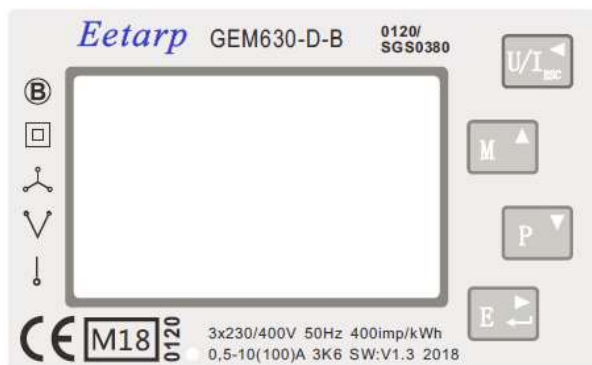 Eetarp GEM630-D-B 0120/
SGS0380
U/I ESC
B
M
P
E
CE M18 0120
3x230/400V 50Hz 400imp/kWh
0,5-10(100)A 3K6 SW:V1.3 2018